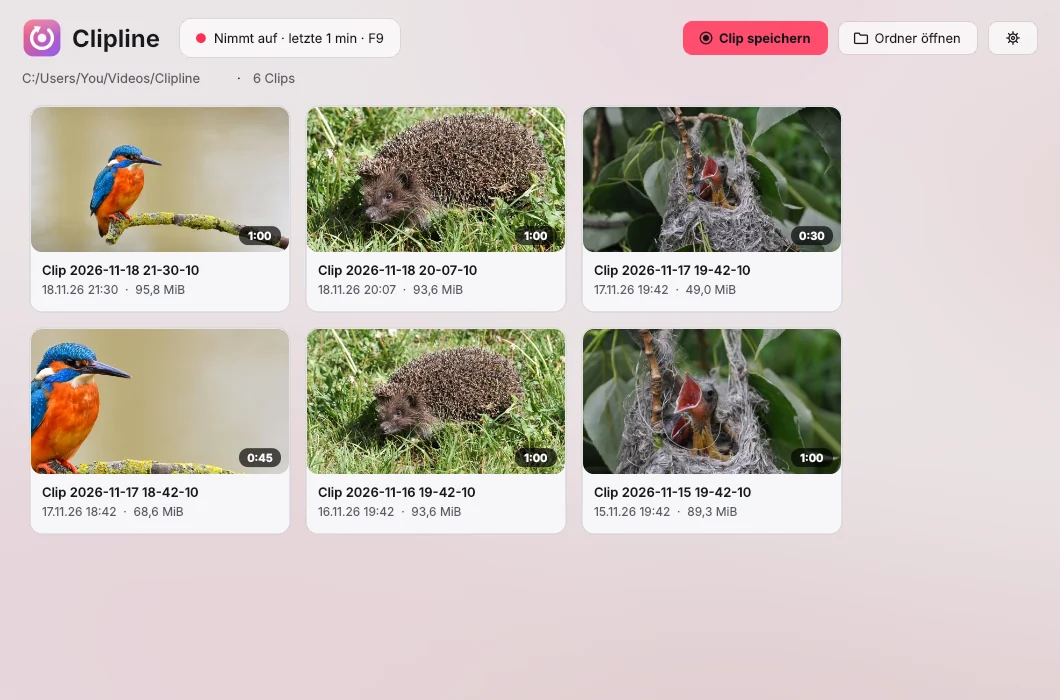 Clipline
Nimmt auf · letzte 1 min · F9
Clip speichern
Ordner öffnen
C:/Users/You/Videos/Clipline · 6 Clips
1:00
1:00
0:30
Clip 2026-11-18 21-30-10
18.11.26 21:30 · 95,8 MiB
Clip 2026-11-18 20-07-10
18.11.26 20:07 · 93,6 MiB
Clip 2026-11-17 19-42-10
17.11.26 19:42 · 49,0 MiB
0:45
1:00
1:00
Clip 2026-11-17 18-42-10
17.11.26 18:42 · 68,6 MiB
Clip 2026-11-16 19-42-10
16.11.26 19:42 · 93,6 MiB
Clip 2026-11-15 19-42-10
15.11.26 19:42 · 89,3 MiB